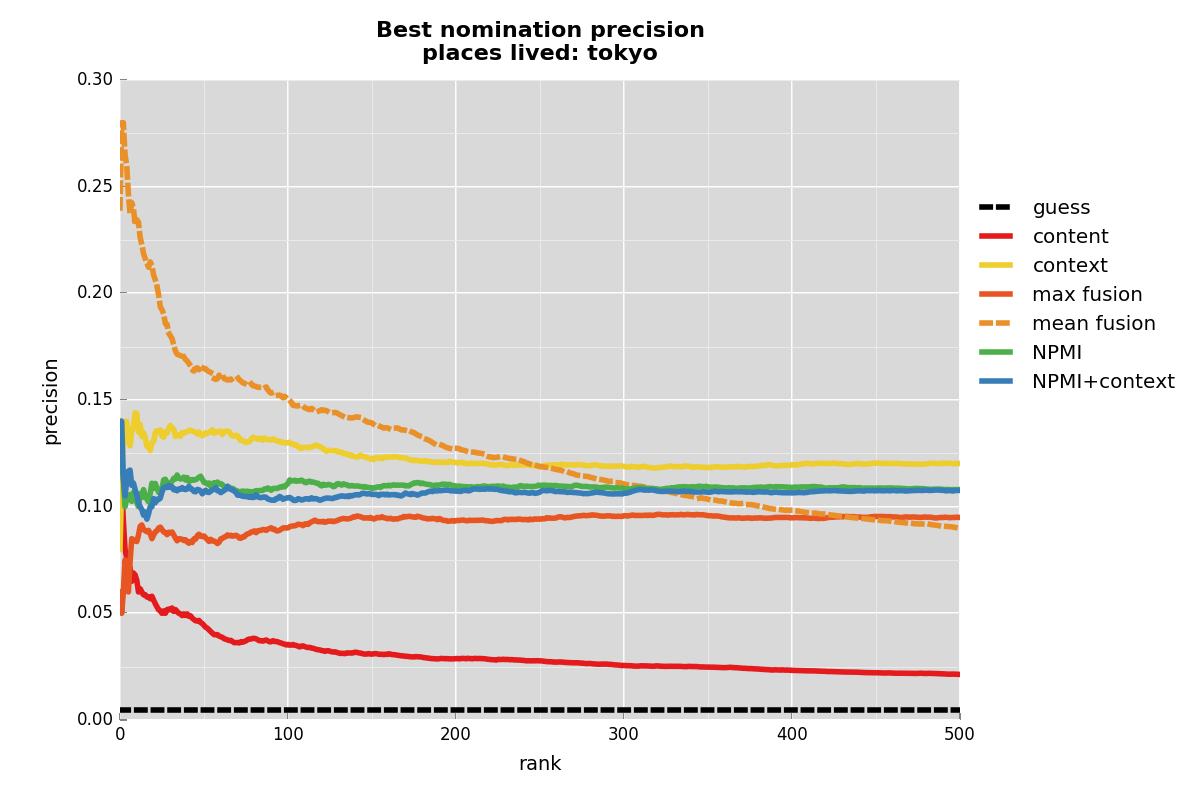 Best nomination precision
places lived: tokyo
0.30
0.25
0.20
0.15
0.10
0.05
0.00
precision
0 100 200 300 400 500
rank
guess
content
context
max fusion
mean fusion
NPMI
NPMI+context